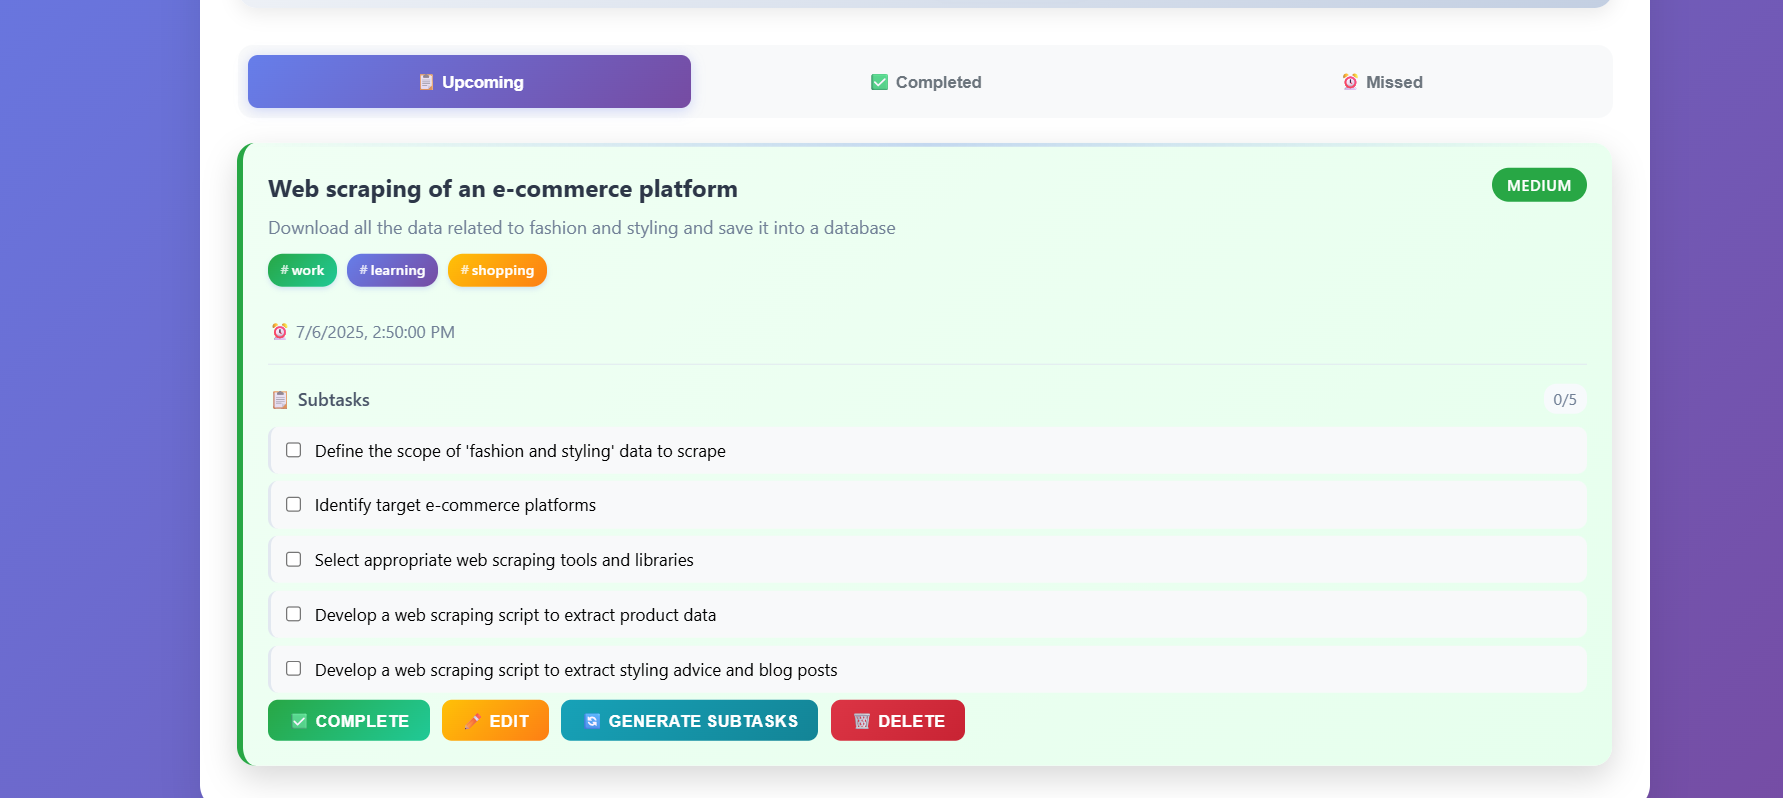 Upcoming
Completed
Missed
Web scraping of an e-commerce platform
MEDIUM
Download all the data related to fashion and styling and save it into a database
# work
# learning
# shopping
7/6/2025, 2:50:00 PM
Subtasks
0/5
Define the scope of 'fashion and styling' data to scrape
Identify target e-commerce platforms
Select appropriate web scraping tools and libraries
Develop a web scraping script to extract product data
Develop a web scraping script to extract styling advice and blog posts
COMPLETE
EDIT
GENERATE SUBTASKS
DELETE